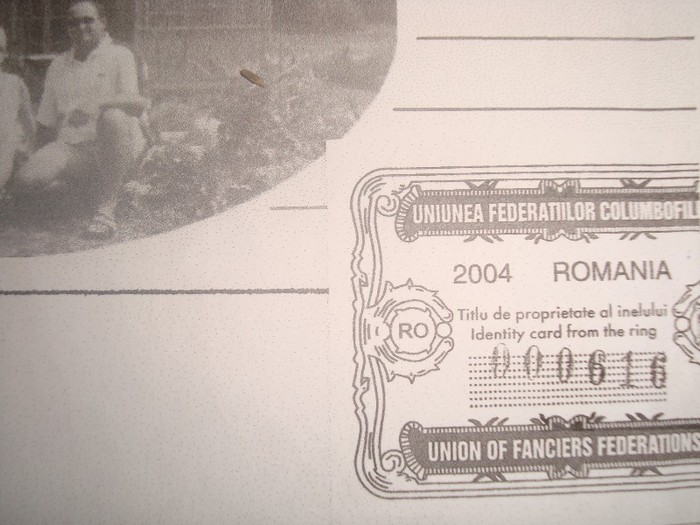 UNIUNEA FEDERATIILOR COLUMBOFIL
2004 ROMANIA
Titlu de proprietate al inelului
RO
Identity card from the ring
000616
UNION OF FANCIERS FEDERATIONS